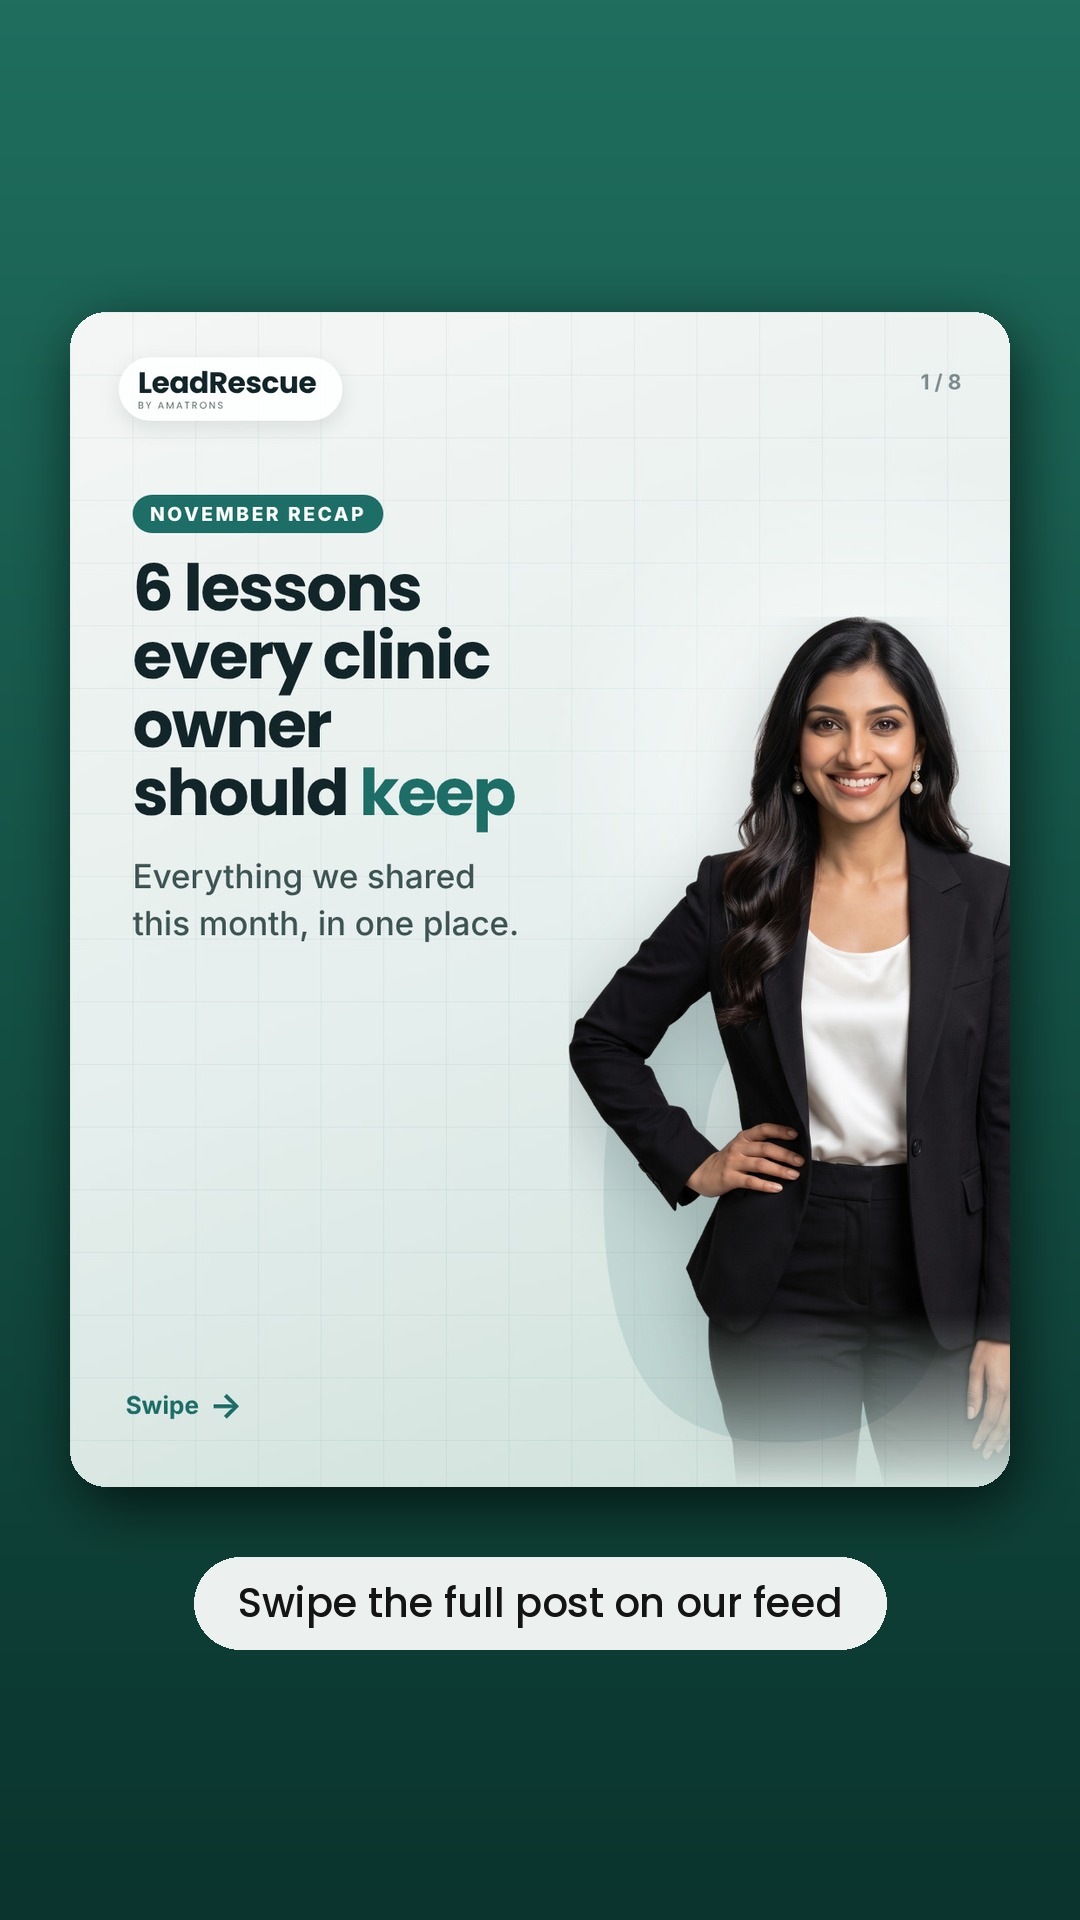 LeadRescue
BY AMATRONS
1 / 8
NOVEMBER RECAP
6 lessons
every clinic
owner
should keep
Everything we shared
this month, in one place.
Swipe →
Swipe the full post on our feed